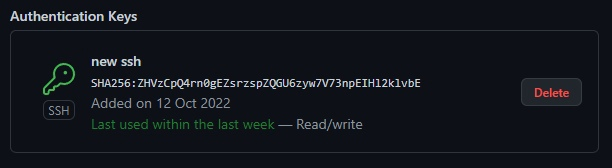 Authentication Keys
new ssh
SHA256:ZHVzCpQ4rn0gEZsrzspZQGU6zyw7V73npEIHl2klvbE
SSH
Added on 12 Oct 2022
Delete
Last used within the last week — Read/write